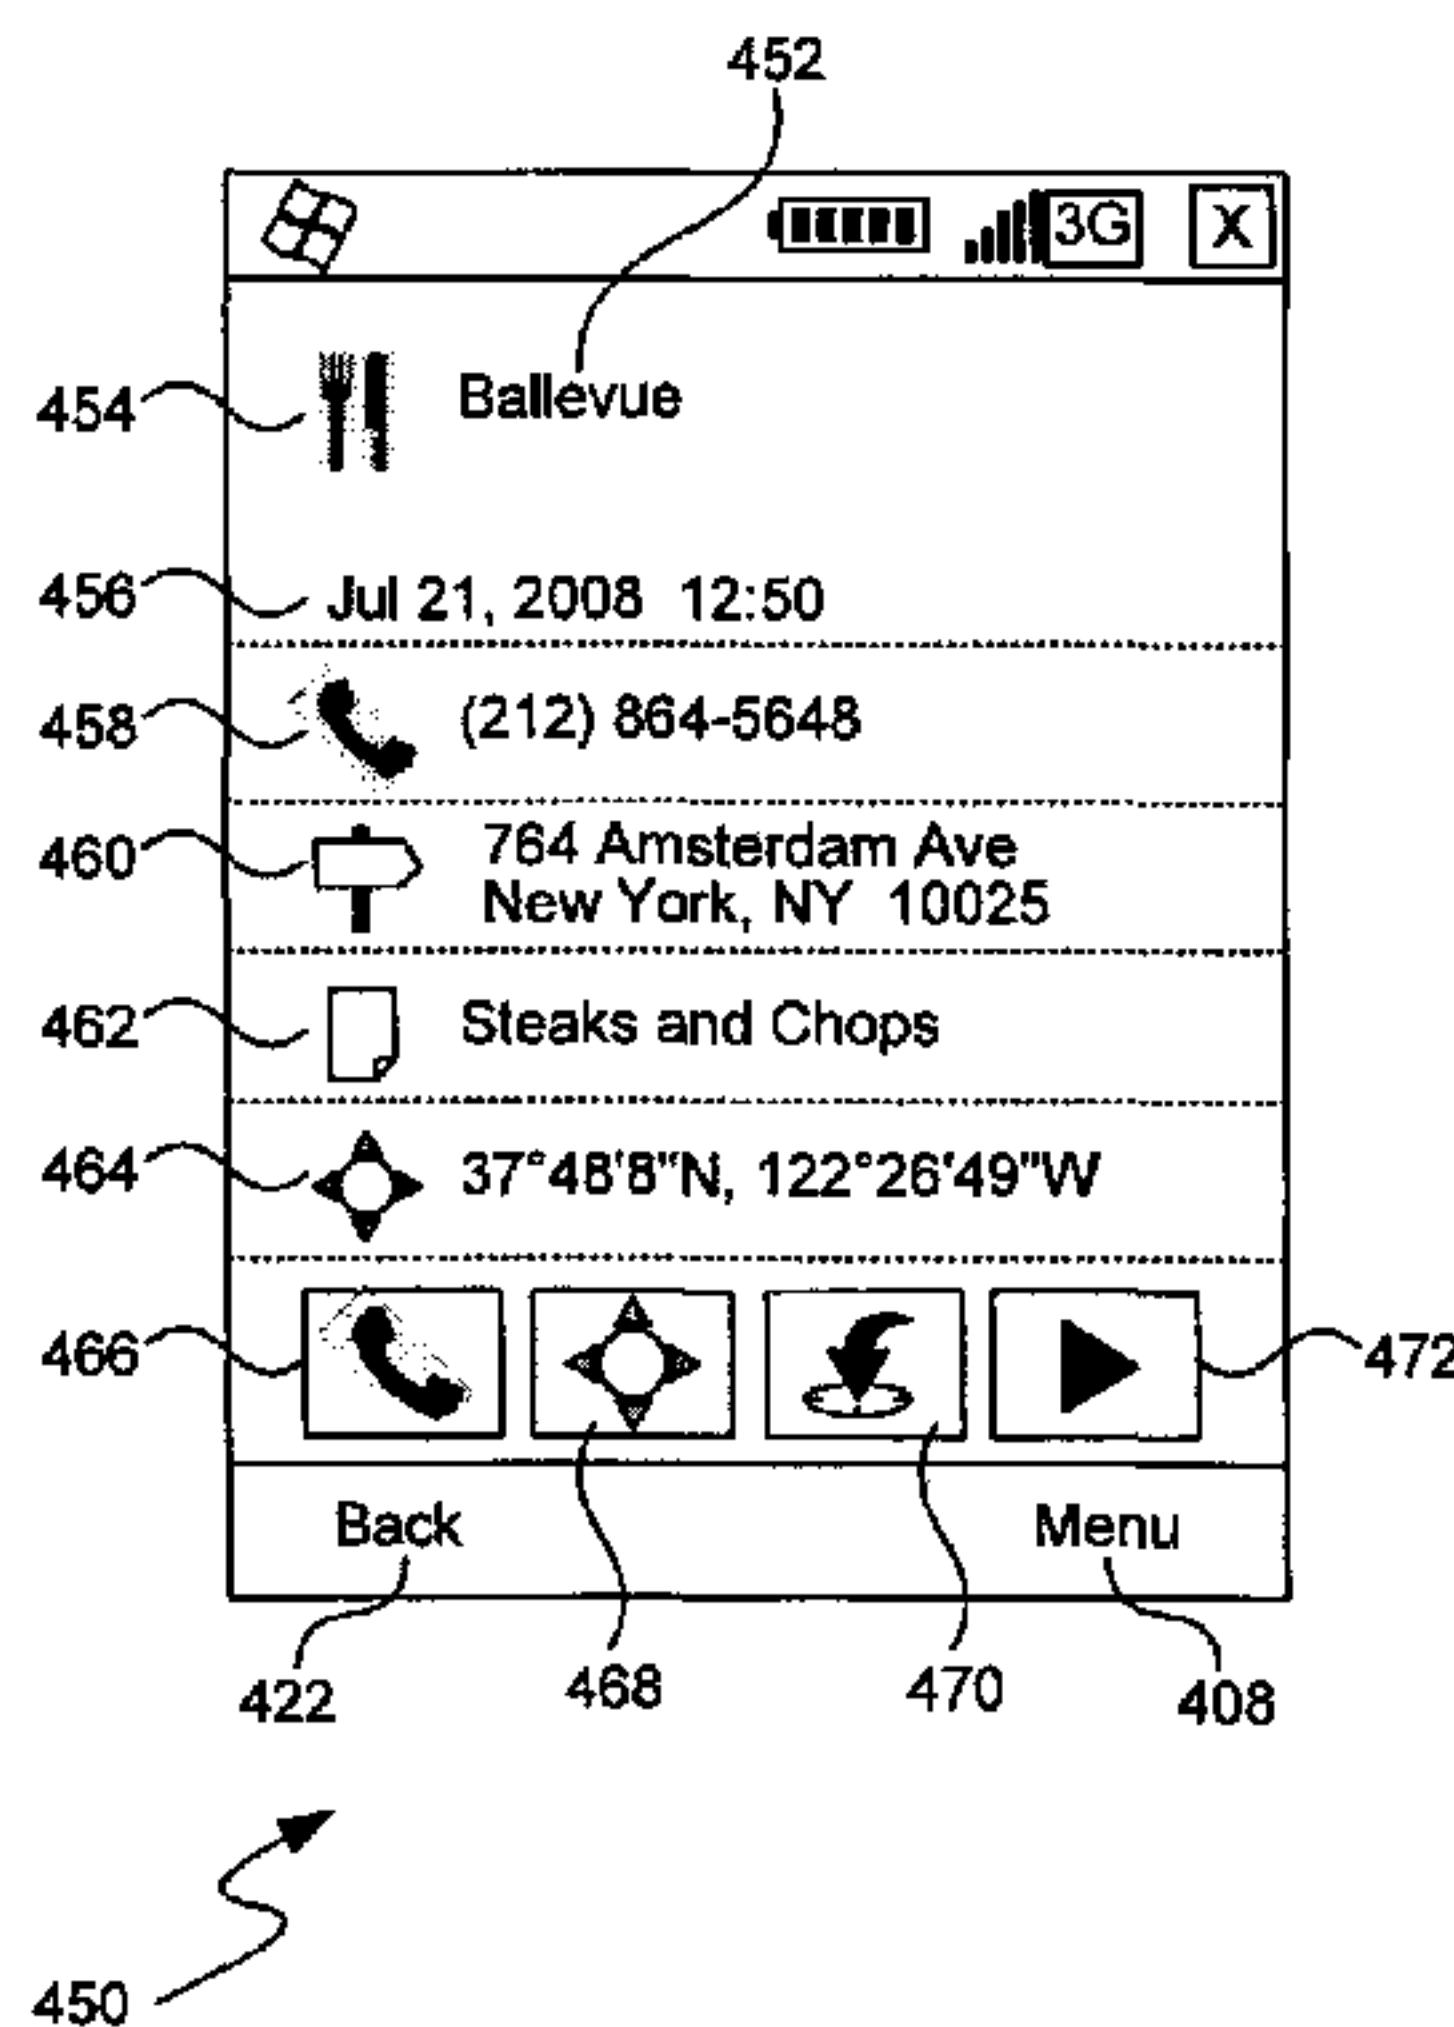 452
3G X
454 Ballevue
456 Jul 21, 2008 12:50
458 (212) 864-5648
460 764 Amsterdam Ave
New York, NY 10025
462 Steaks and Chops
464 37°48'8"N, 122°26'49"W
466 472
Back Menu
422 468 470 408
450